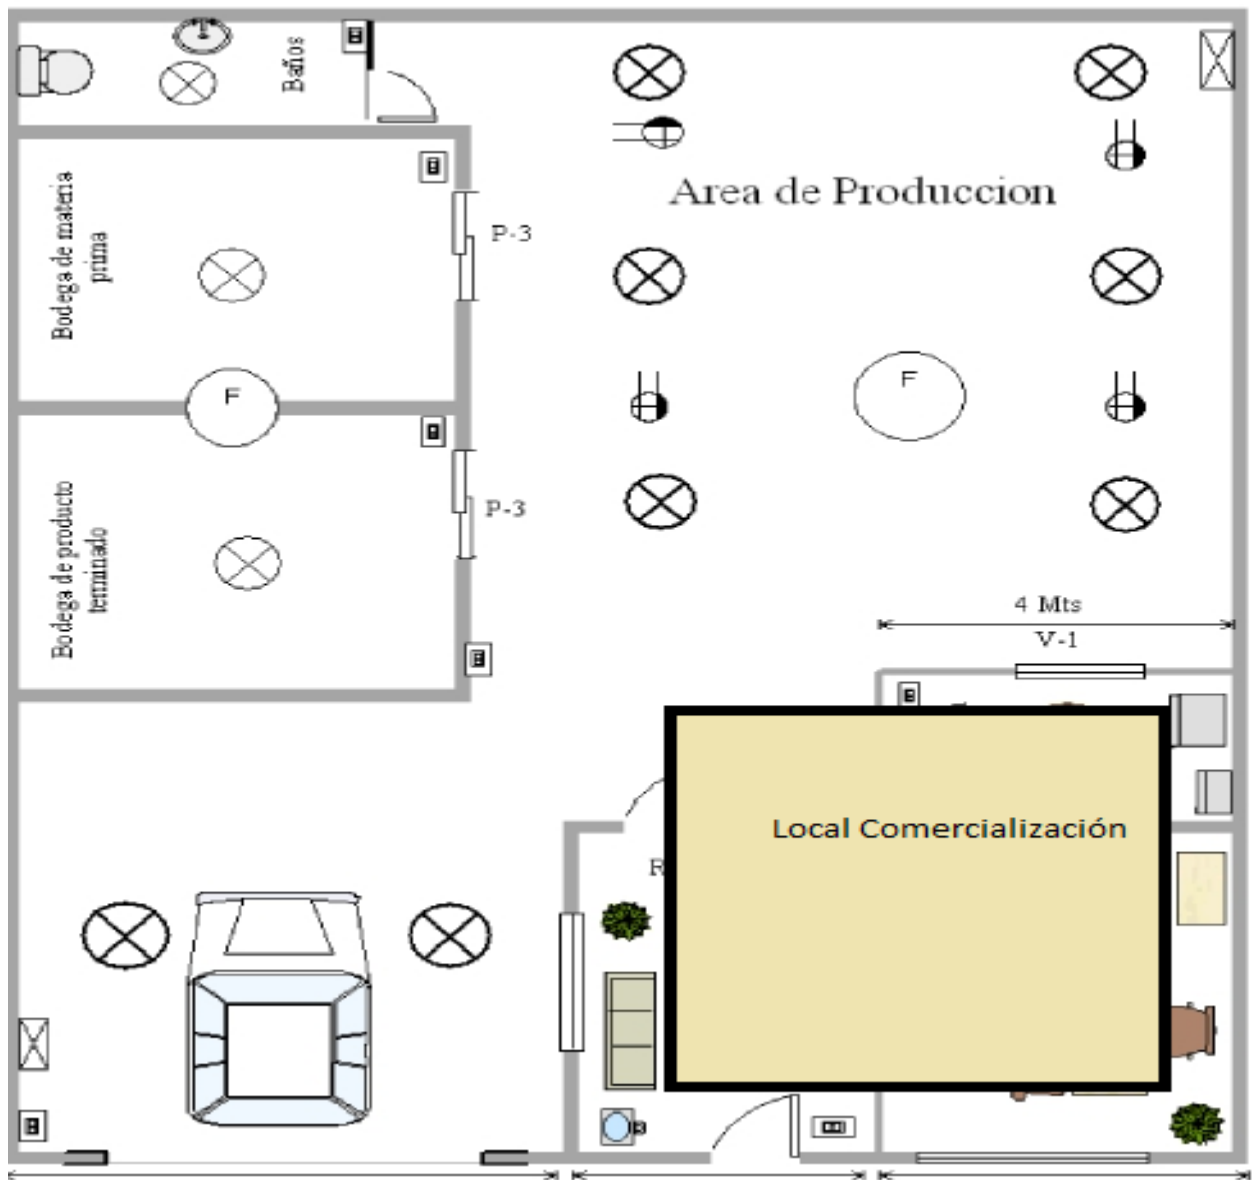 Baños
Area de Produccion
Bodega de materia
prima
P-3
F
F
Bodega de producto
terminado
P-3
4 Mts
V-1
Local Comercialización
R